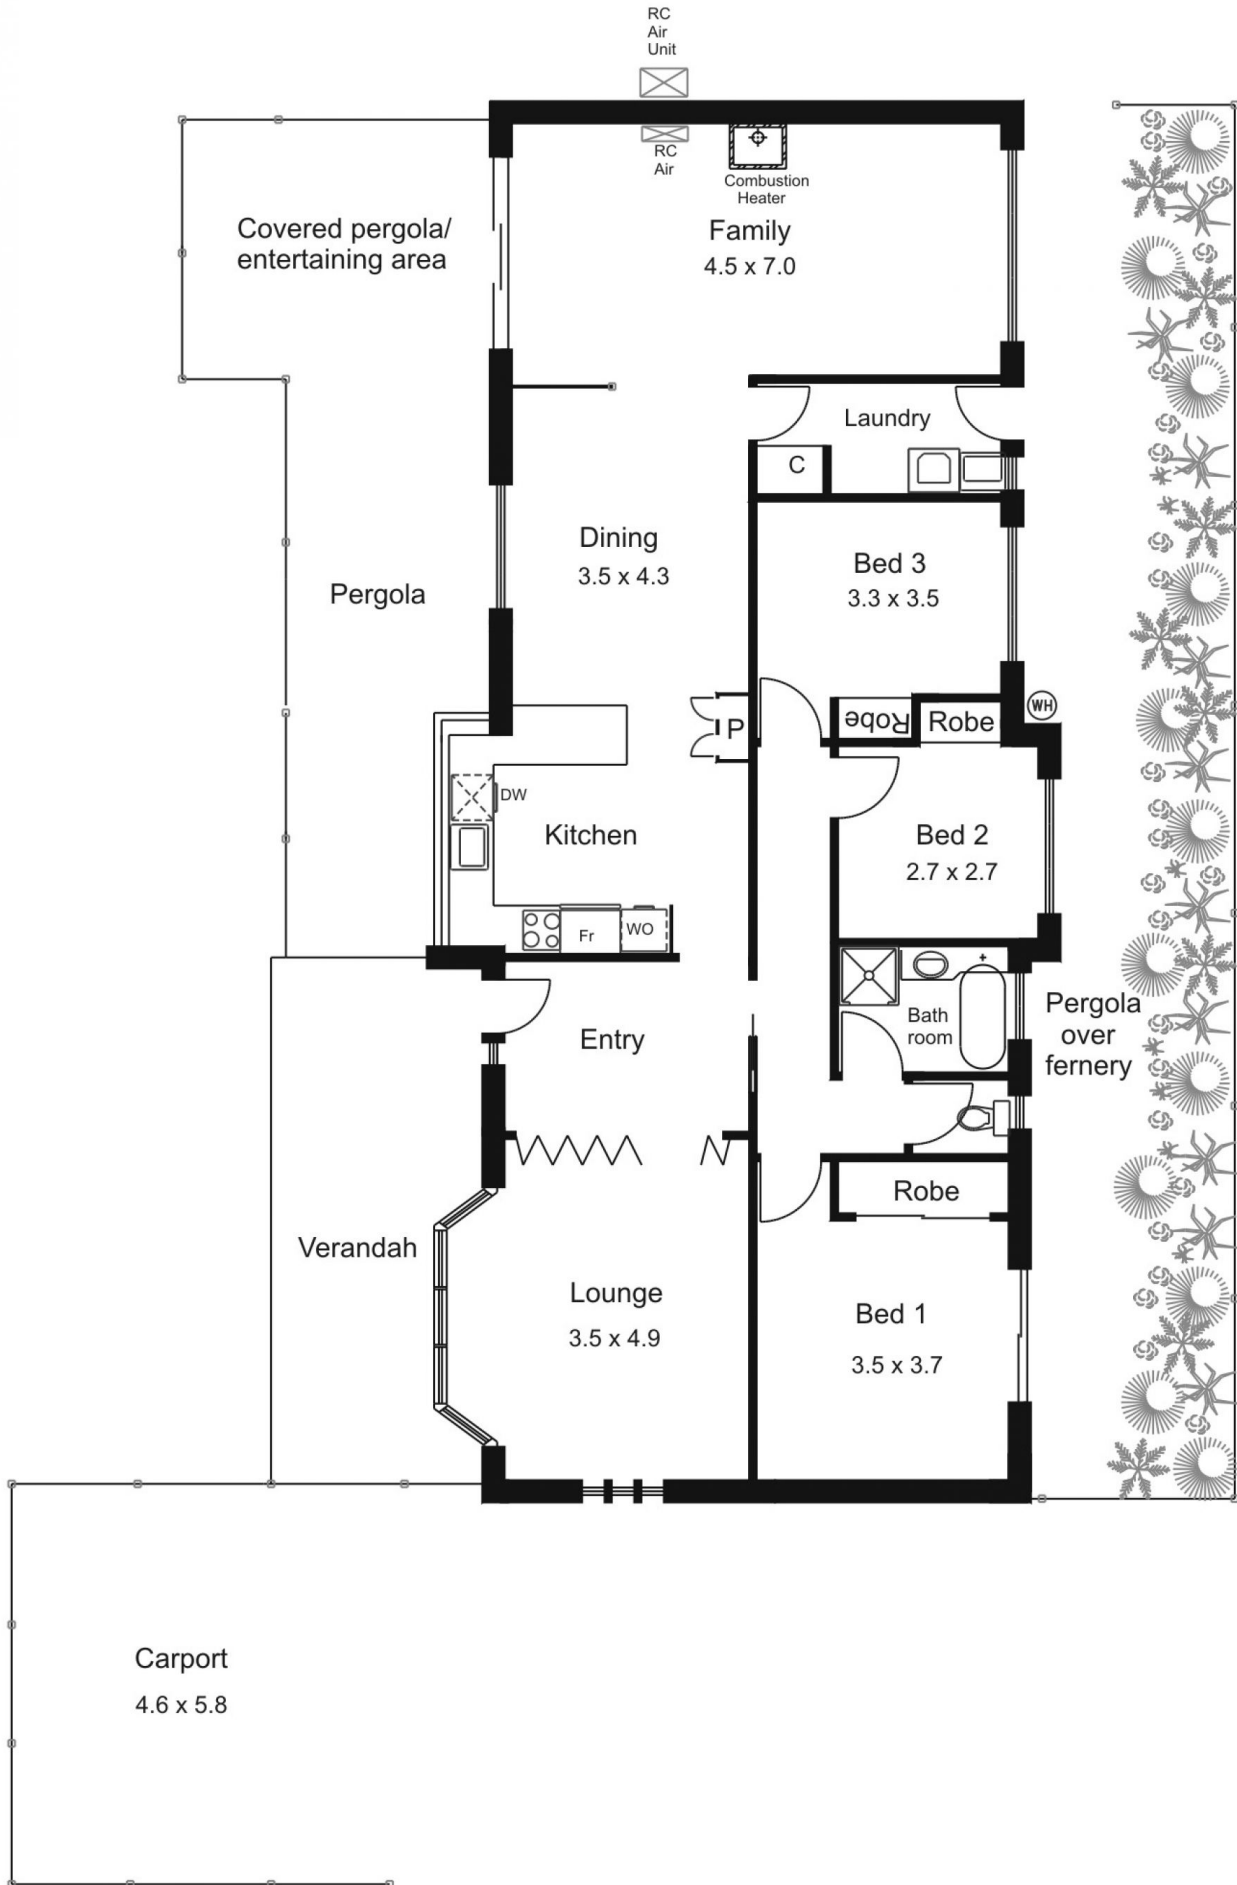 RC
Air
Unit
RC
Air
Combustion
Heater
Covered pergola/
entertaining area
Family
4.5 x 7.0
Laundry
C
Dining
3.5 x 4.3
Bed 3
3.3 x 3.5
Pergola
P
Robe
Robe
WH
DW
Kitchen
Bed 2
2.7 x 2.7
Fr
WO
Entry
Bath
room
Pergola
over
fernery
Robe
Verandah
Lounge
3.5 x 4.9
Bed 1
3.5 x 3.7
Carport
4.6 x 5.8